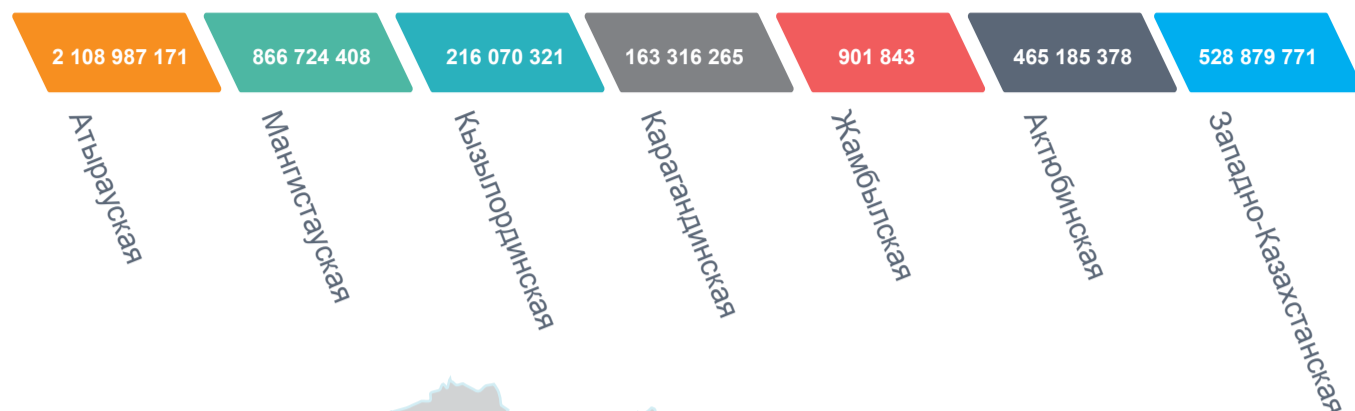 2 108 987 171
866 724 408
216 070 321
163 316 265
901 843
465 185 378
528 879 771
Атырауская
Мангистауская
Кызылординская
Карагандинская
Жамбылская
Актюбинская
Западно-Казахстанская